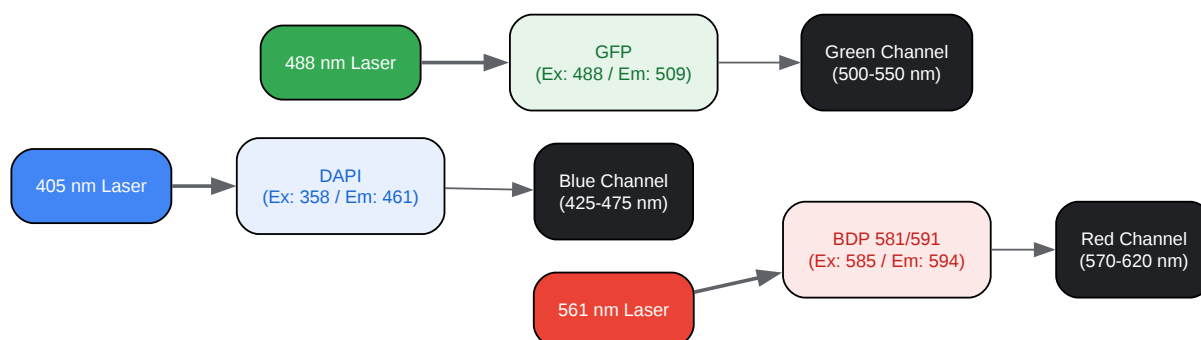 488 nm Laser
GFP
(Ex: 488 / Em: 509)
Green Channel
(500-550 nm)
405 nm Laser
DAPI
(Ex: 358 / Em: 461)
Blue Channel
(425-475 nm)
561 nm Laser
BDP 581/591
(Ex: 585 / Em: 594)
Red Channel
(570-620 nm)